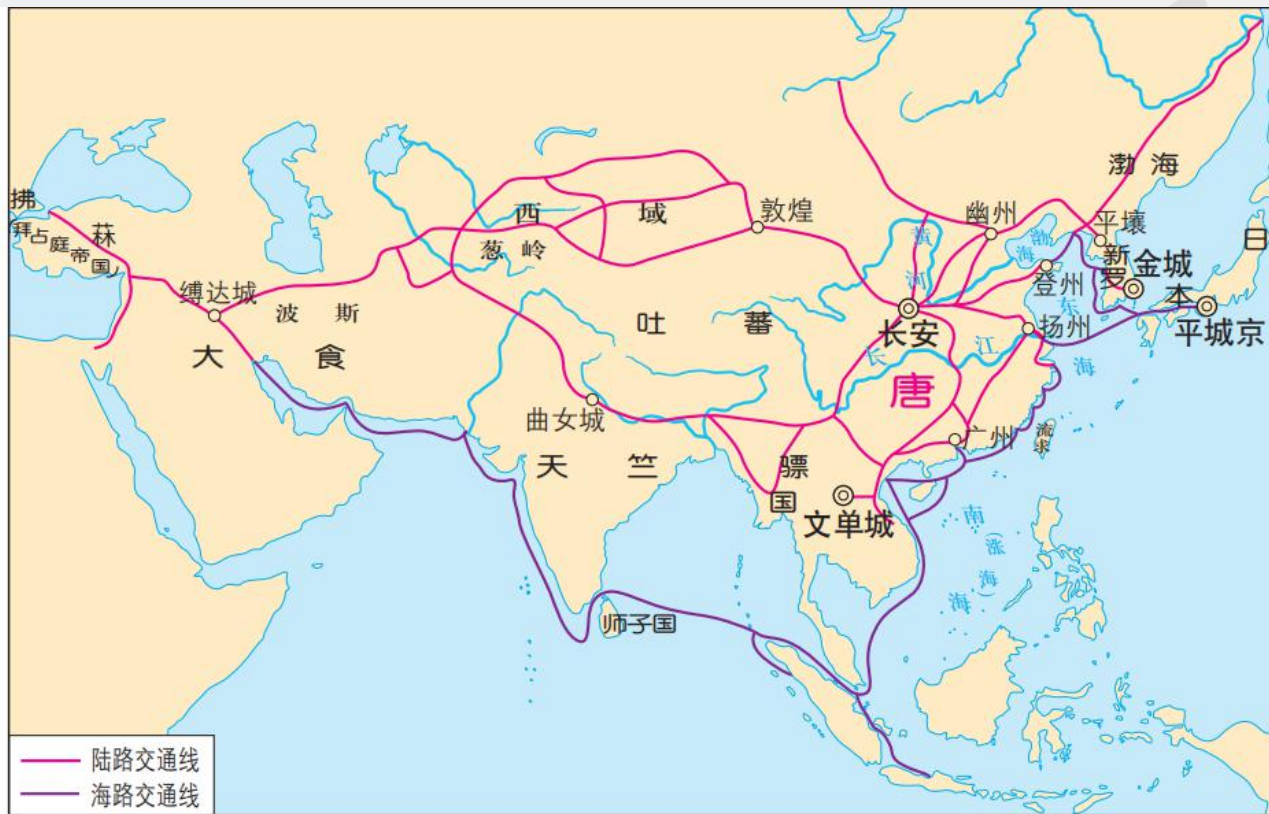 渤海
拂菻
拜占庭帝国
西域
敦煌
幽州
平壤
日本
黄河
渤海
葱岭
新罗
金城
登州
缚达城
波斯
吐蕃
长安
东海
扬州
平城京
大食
长江
唐
曲女城
广州
流求
天竺
骠国
文单城
南海
（涨海）
师子国
陆路交通线
海路交通线